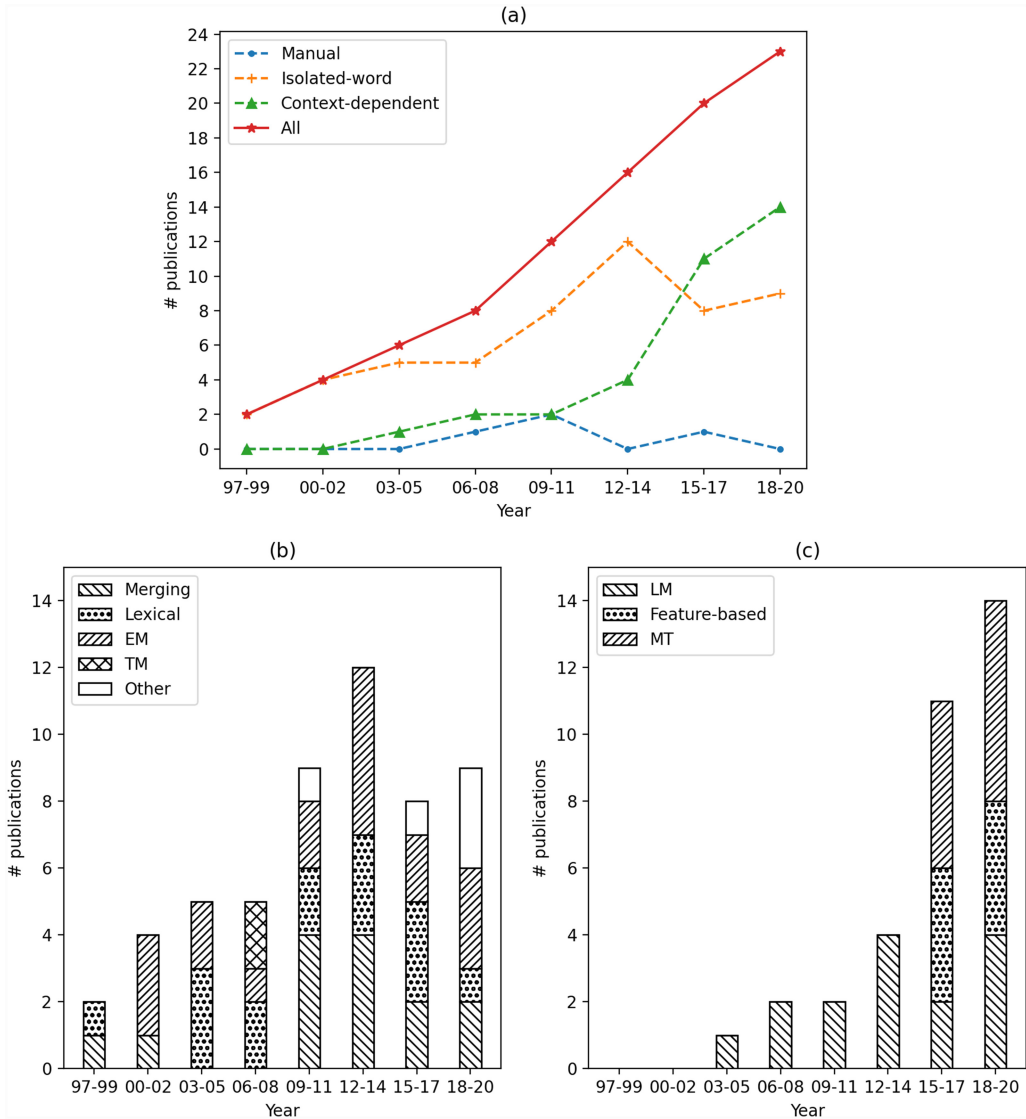 (a)
24
22
20
18
16
14
12
10
8
6
4
2
0
# publications
Manual
Isolated-word
Context-dependent
All
97-99 00-02 03-05 06-08 09-11 12-14 15-17 18-20
Year
(b)
14
12
10
8
6
4
2
0
# publications
Merging
Lexical
EM
TM
Other
97-99 00-02 03-05 06-08 09-11 12-14 15-17 18-20
Year
(c)
14
12
10
8
6
4
2
0
# publications
LM
Feature-based
MT
97-99 00-02 03-05 06-08 09-11 12-14 15-17 18-20
Year